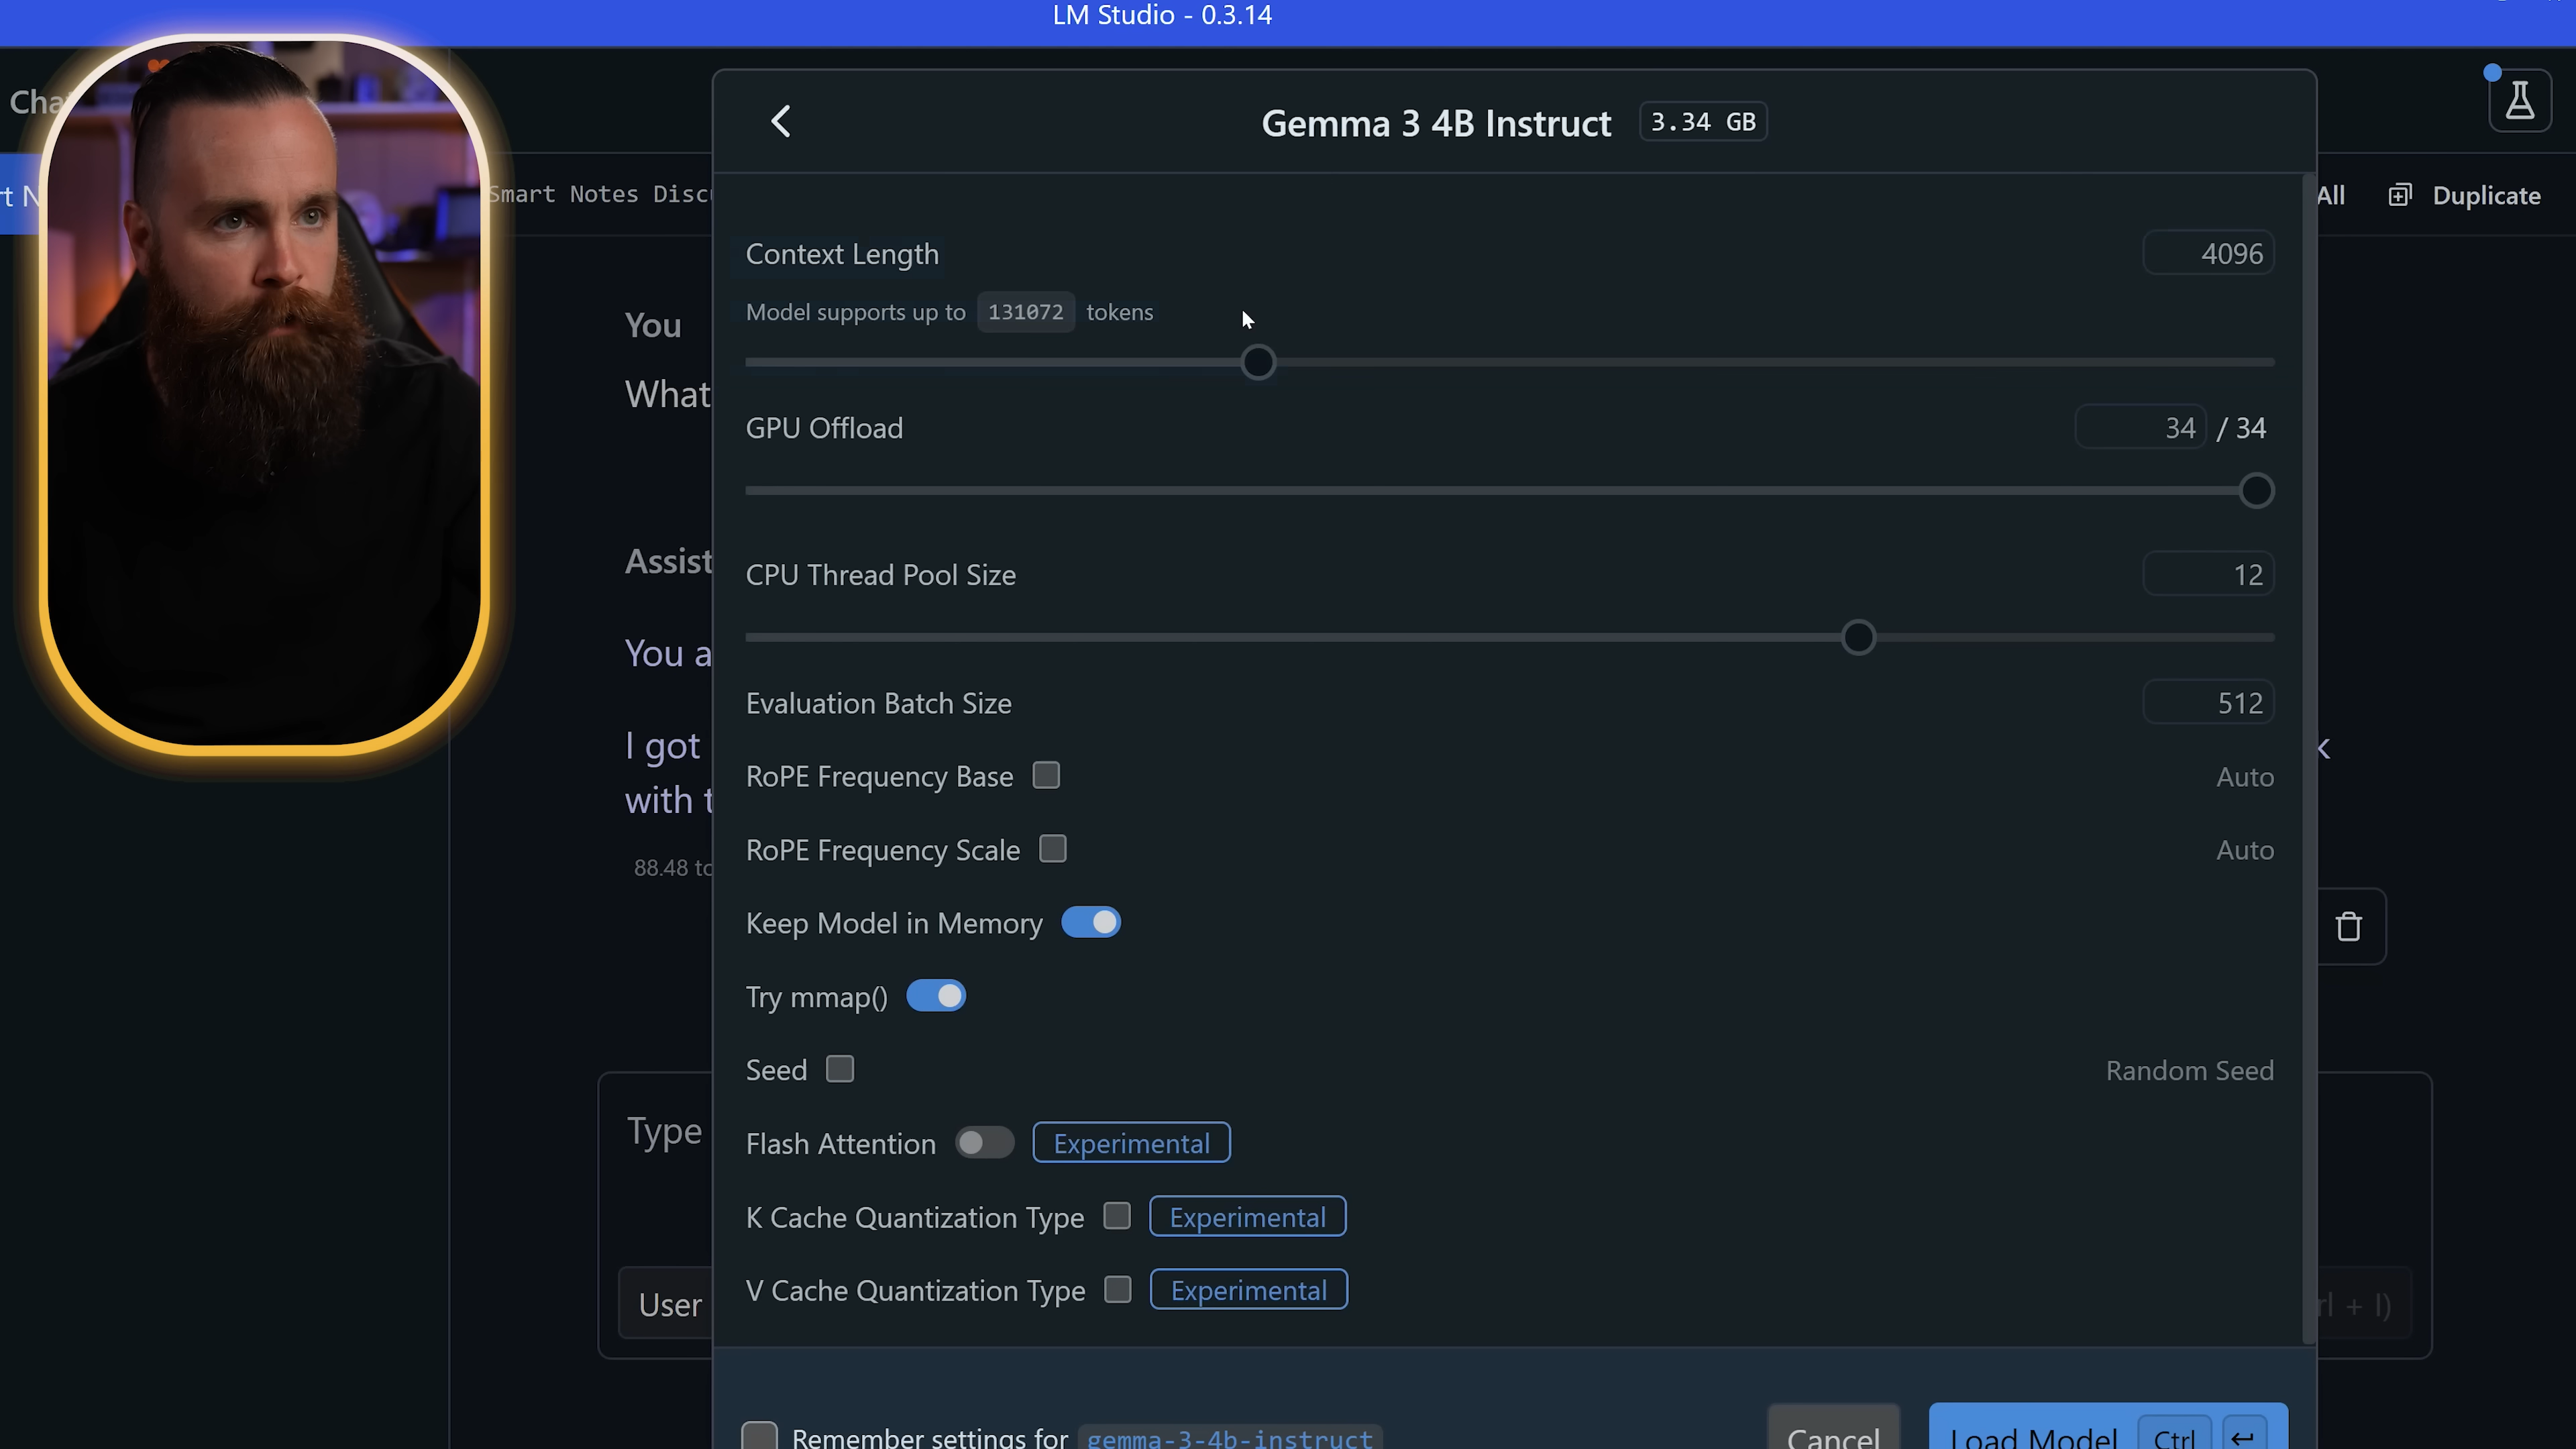 LM Studio - 0.3.14
Gemma 3 4B Instruct 3.34 GB
Smart Notes
All Duplicate
Context Length 4096
Model supports up to 131072 tokens
You
What
GPU Offload 34 / 34
Assist
CPU Thread Pool Size 12
You a
Evaluation Batch Size 512
I got
RoPE Frequency Base Auto
with t
RoPE Frequency Scale Auto
88.48 to
Keep Model in Memory
Try mmap()
Seed Random Seed
Type
Flash Attention Experimental
K Cache Quantization Type Experimental
V Cache Quantization Type Experimental
User
+ I)
Remember settings for gemma-3-4b-instruct
Cancel
Load Model Ctrl ↵